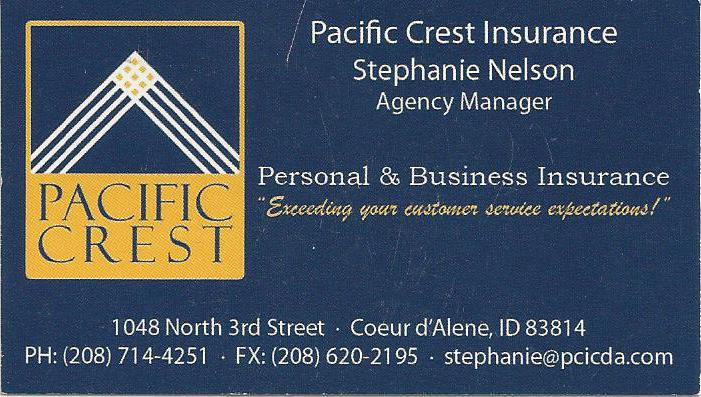 Pacific Crest Insurance
Stephanie Nelson
Agency Manager
PACIFIC
CREST
Personal & Business Insurance
"Exceeding your customer service expectations!"
1048 North 3rd Street · Coeur d'Alene, ID 83814
PH: (208) 714-4251 · FX: (208) 620-2195 · stephanie@pcicda.com